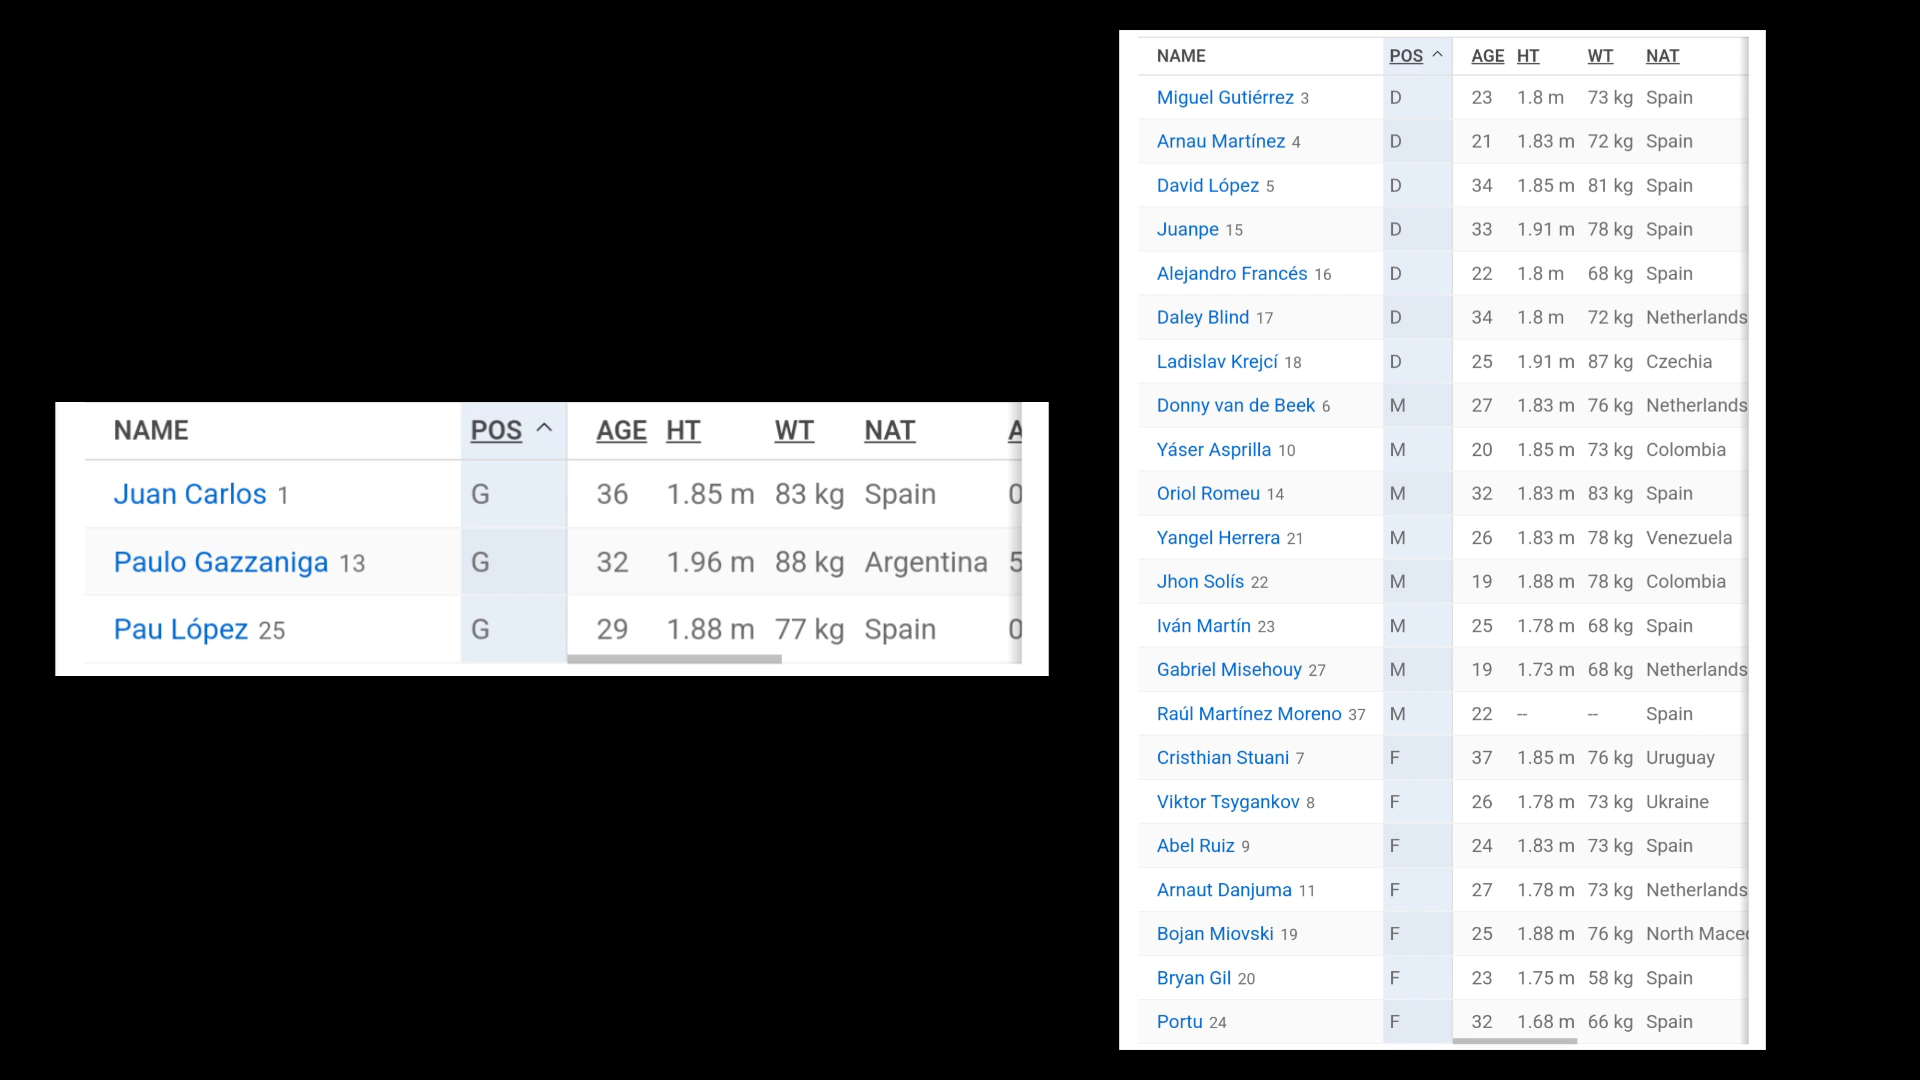 NAME POS AGE HT WT NAT A
Juan Carlos 1 G 36 1.85 m 83 kg Spain 0
Paulo Gazzaniga 13 G 32 1.96 m 88 kg Argentina 5
Pau López 25 G 29 1.88 m 77 kg Spain 0
NAME POS AGE HT WT NAT
Miguel Gutiérrez 3 D 23 1.8 m 73 kg Spain
Arnau Martínez 4 D 21 1.83 m 72 kg Spain
David López 5 D 34 1.85 m 81 kg Spain
Juanpe 15 D 33 1.91 m 78 kg Spain
Alejandro Francés 16 D 22 1.8 m 68 kg Spain
Daley Blind 17 D 34 1.8 m 72 kg Netherlands
Ladislav Krejcí 18 D 25 1.91 m 87 kg Czechia
Donny van de Beek 6 M 27 1.83 m 76 kg Netherlands
Yáser Asprilla 10 M 20 1.85 m 73 kg Colombia
Oriol Romeu 14 M 32 1.83 m 83 kg Spain
Yangel Herrera 21 M 26 1.83 m 78 kg Venezuela
Jhon Solís 22 M 19 1.88 m 78 kg Colombia
Iván Martín 23 M 25 1.78 m 68 kg Spain
Gabriel Misehouy 27 M 19 1.73 m 68 kg Netherlands
Raúl Martínez Moreno 37 M 22 -- -- Spain
Cristhian Stuani 7 F 37 1.85 m 76 kg Uruguay
Viktor Tsygankov 8 F 26 1.78 m 73 kg Ukraine
Abel Ruiz 9 F 24 1.83 m 73 kg Spain
Arnaut Danjuma 11 F 27 1.78 m 73 kg Netherlands
Bojan Miovski 19 F 25 1.88 m 76 kg North Mace
Bryan Gil 20 F 23 1.75 m 58 kg Spain
Portu 24 F 32 1.68 m 66 kg Spain